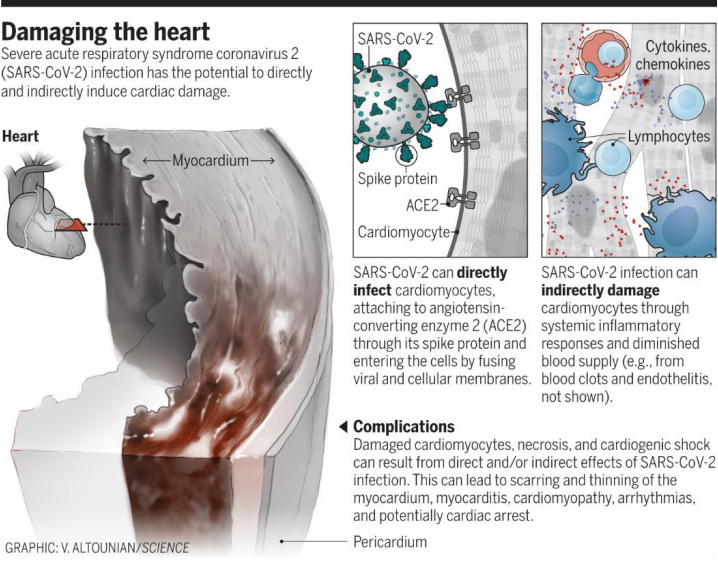 Damaging the heart
Severe acute respiratory syndrome coronavirus 2
(SARS-CoV-2) infection has the potential to directly
and indirectly induce cardiac damage.
Heart
Myocardium
SARS-CoV-2
Spike protein
ACE2
Cardiomyocyte
Cytokines,
chemokines
Lymphocytes
SARS-CoV-2 can directly
infect cardiomyocytes,
attaching to angiotensin-
converting enzyme 2 (ACE2)
through its spike protein and
entering the cells by fusing
viral and cellular membranes.
SARS-CoV-2 infection can
indirectly damage
cardiomyocytes through
systemic inflammatory
responses and diminished
blood supply (e.g., from
blood clots and endothelitis,
not shown).
Complications
Damaged cardiomyocytes, necrosis, and cardiogenic shock
can result from direct and/or indirect effects of SARS-CoV-2
infection. This can lead to scarring and thinning of the
myocardium, myocarditis, cardiomyopathy, arrhythmias,
and potentially cardiac arrest.
Pericardium
GRAPHIC: V. ALTOUNIAN/SCIENCE